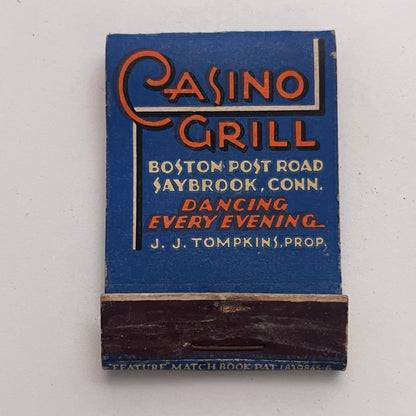 CASINO
GRILL
BOSTON POST ROAD
SAYBROOK, CONN.
DANCING
EVERY EVENING
J. J. TOMPKINS, PROP.
"FEATURE" MATCH BOOK PAT.